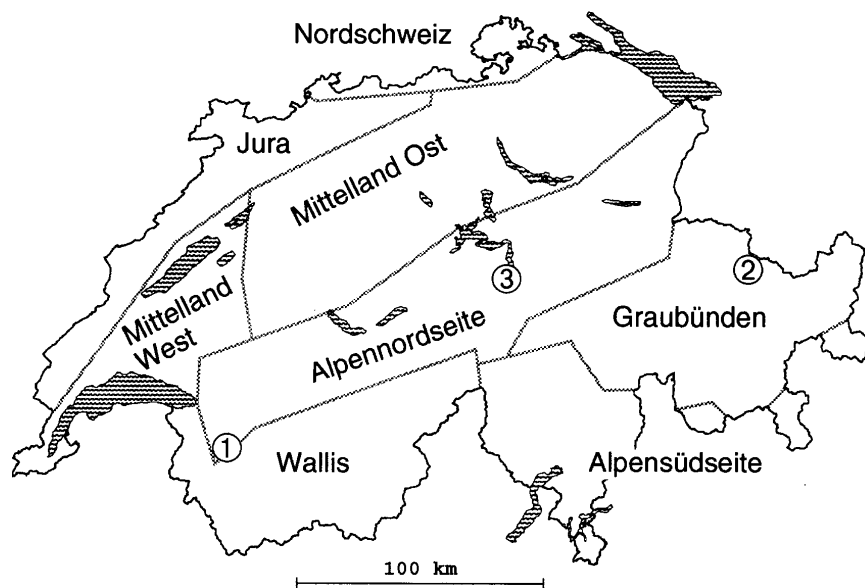 Nordschweiz
Jura
Mittelland Ost
Mittelland
West
Alpennordseite
Graubünden
Wallis
Alpensüdseite
1
2
3
100 km